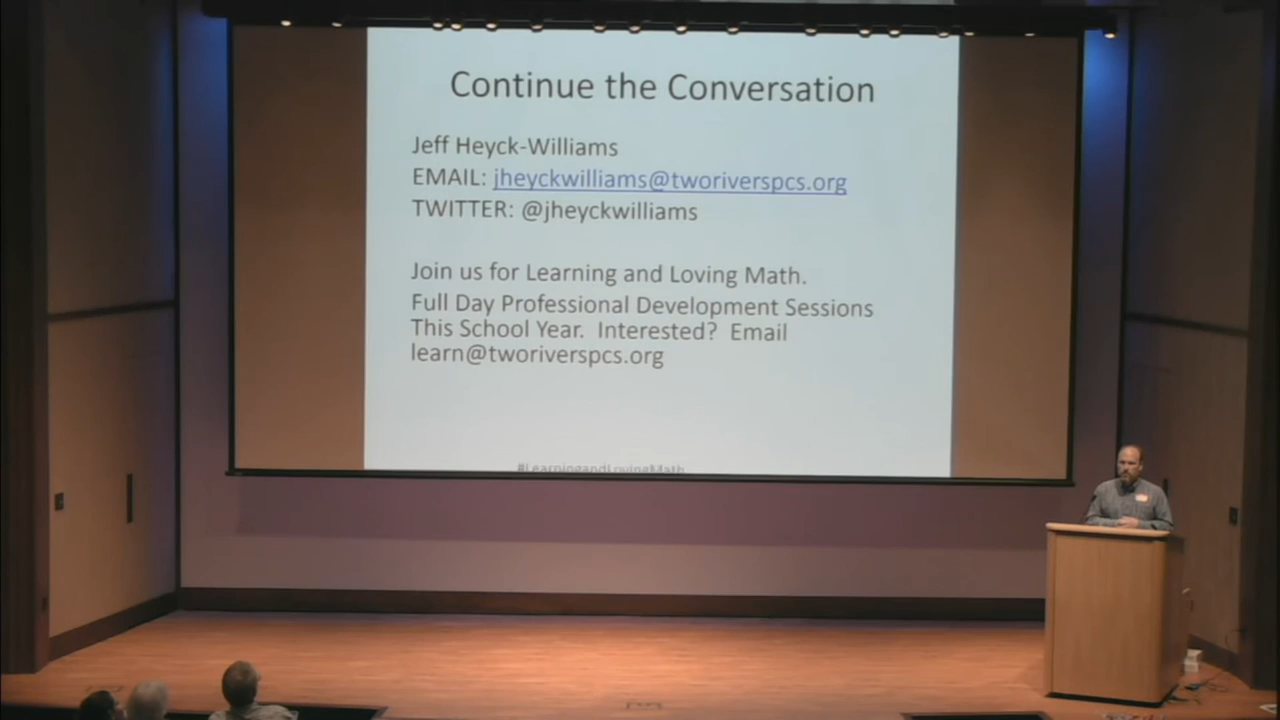 Continue the Conversation
Jeff Heyck-Williams
EMAIL: jheyckwilliams@tworiverspcs.org
TWITTER: @jheyckwilliams
Join us for Learning and Loving Math.
Full Day Professional Development Sessions
This School Year.  Interested?  Email
learn@tworiverspcs.org
#LearningandLovingMath